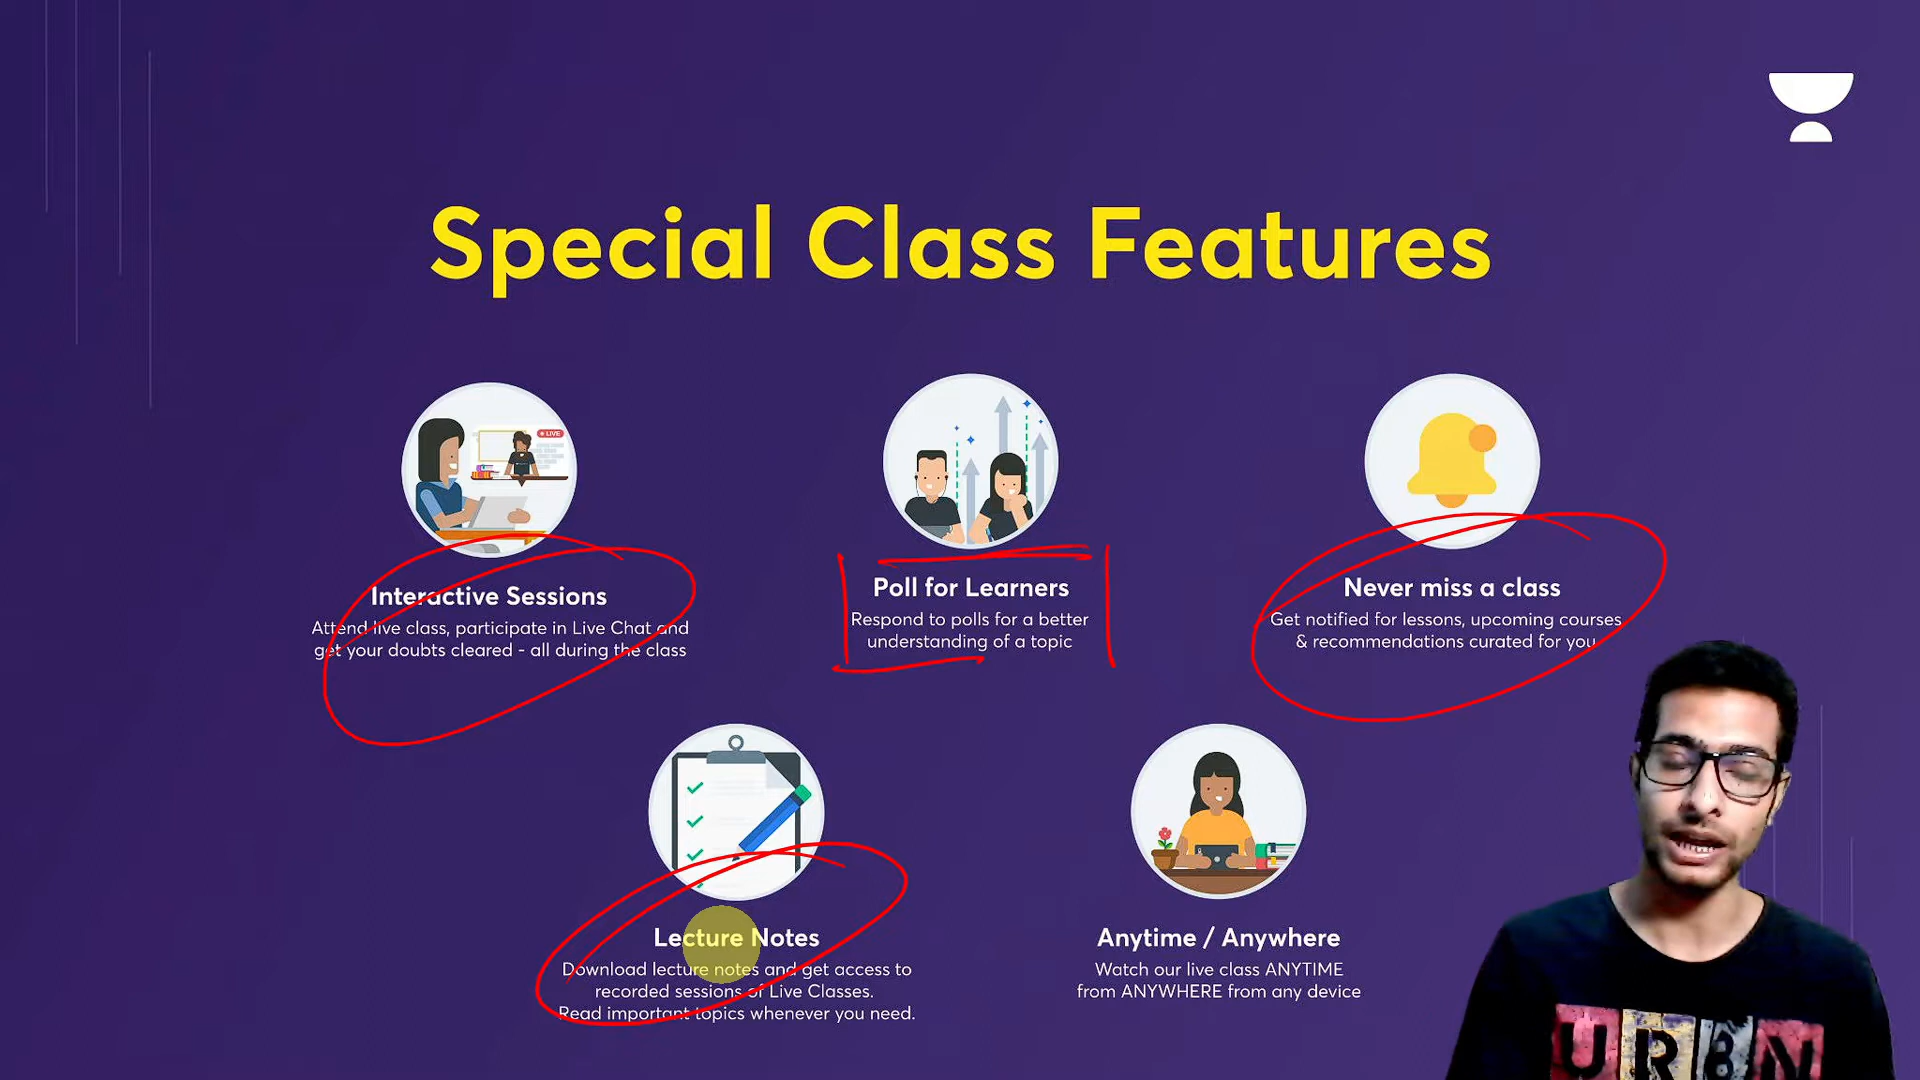 Special Class Features
LIVE
Interactive Sessions
Attend live class, participate in Live Chat and
get your doubts cleared - all during the class
Poll for Learners
Respond to polls for a better
understanding of a topic
Never miss a class
Get notified for lessons, upcoming courses
& recommendations curated for you
Lecture Notes
Download lecture notes and get access to
recorded sessions of Live Classes.
Read important topics whenever you need.
Anytime / Anywhere
Watch our live class ANYTIME
from ANYWHERE from any device
URBN